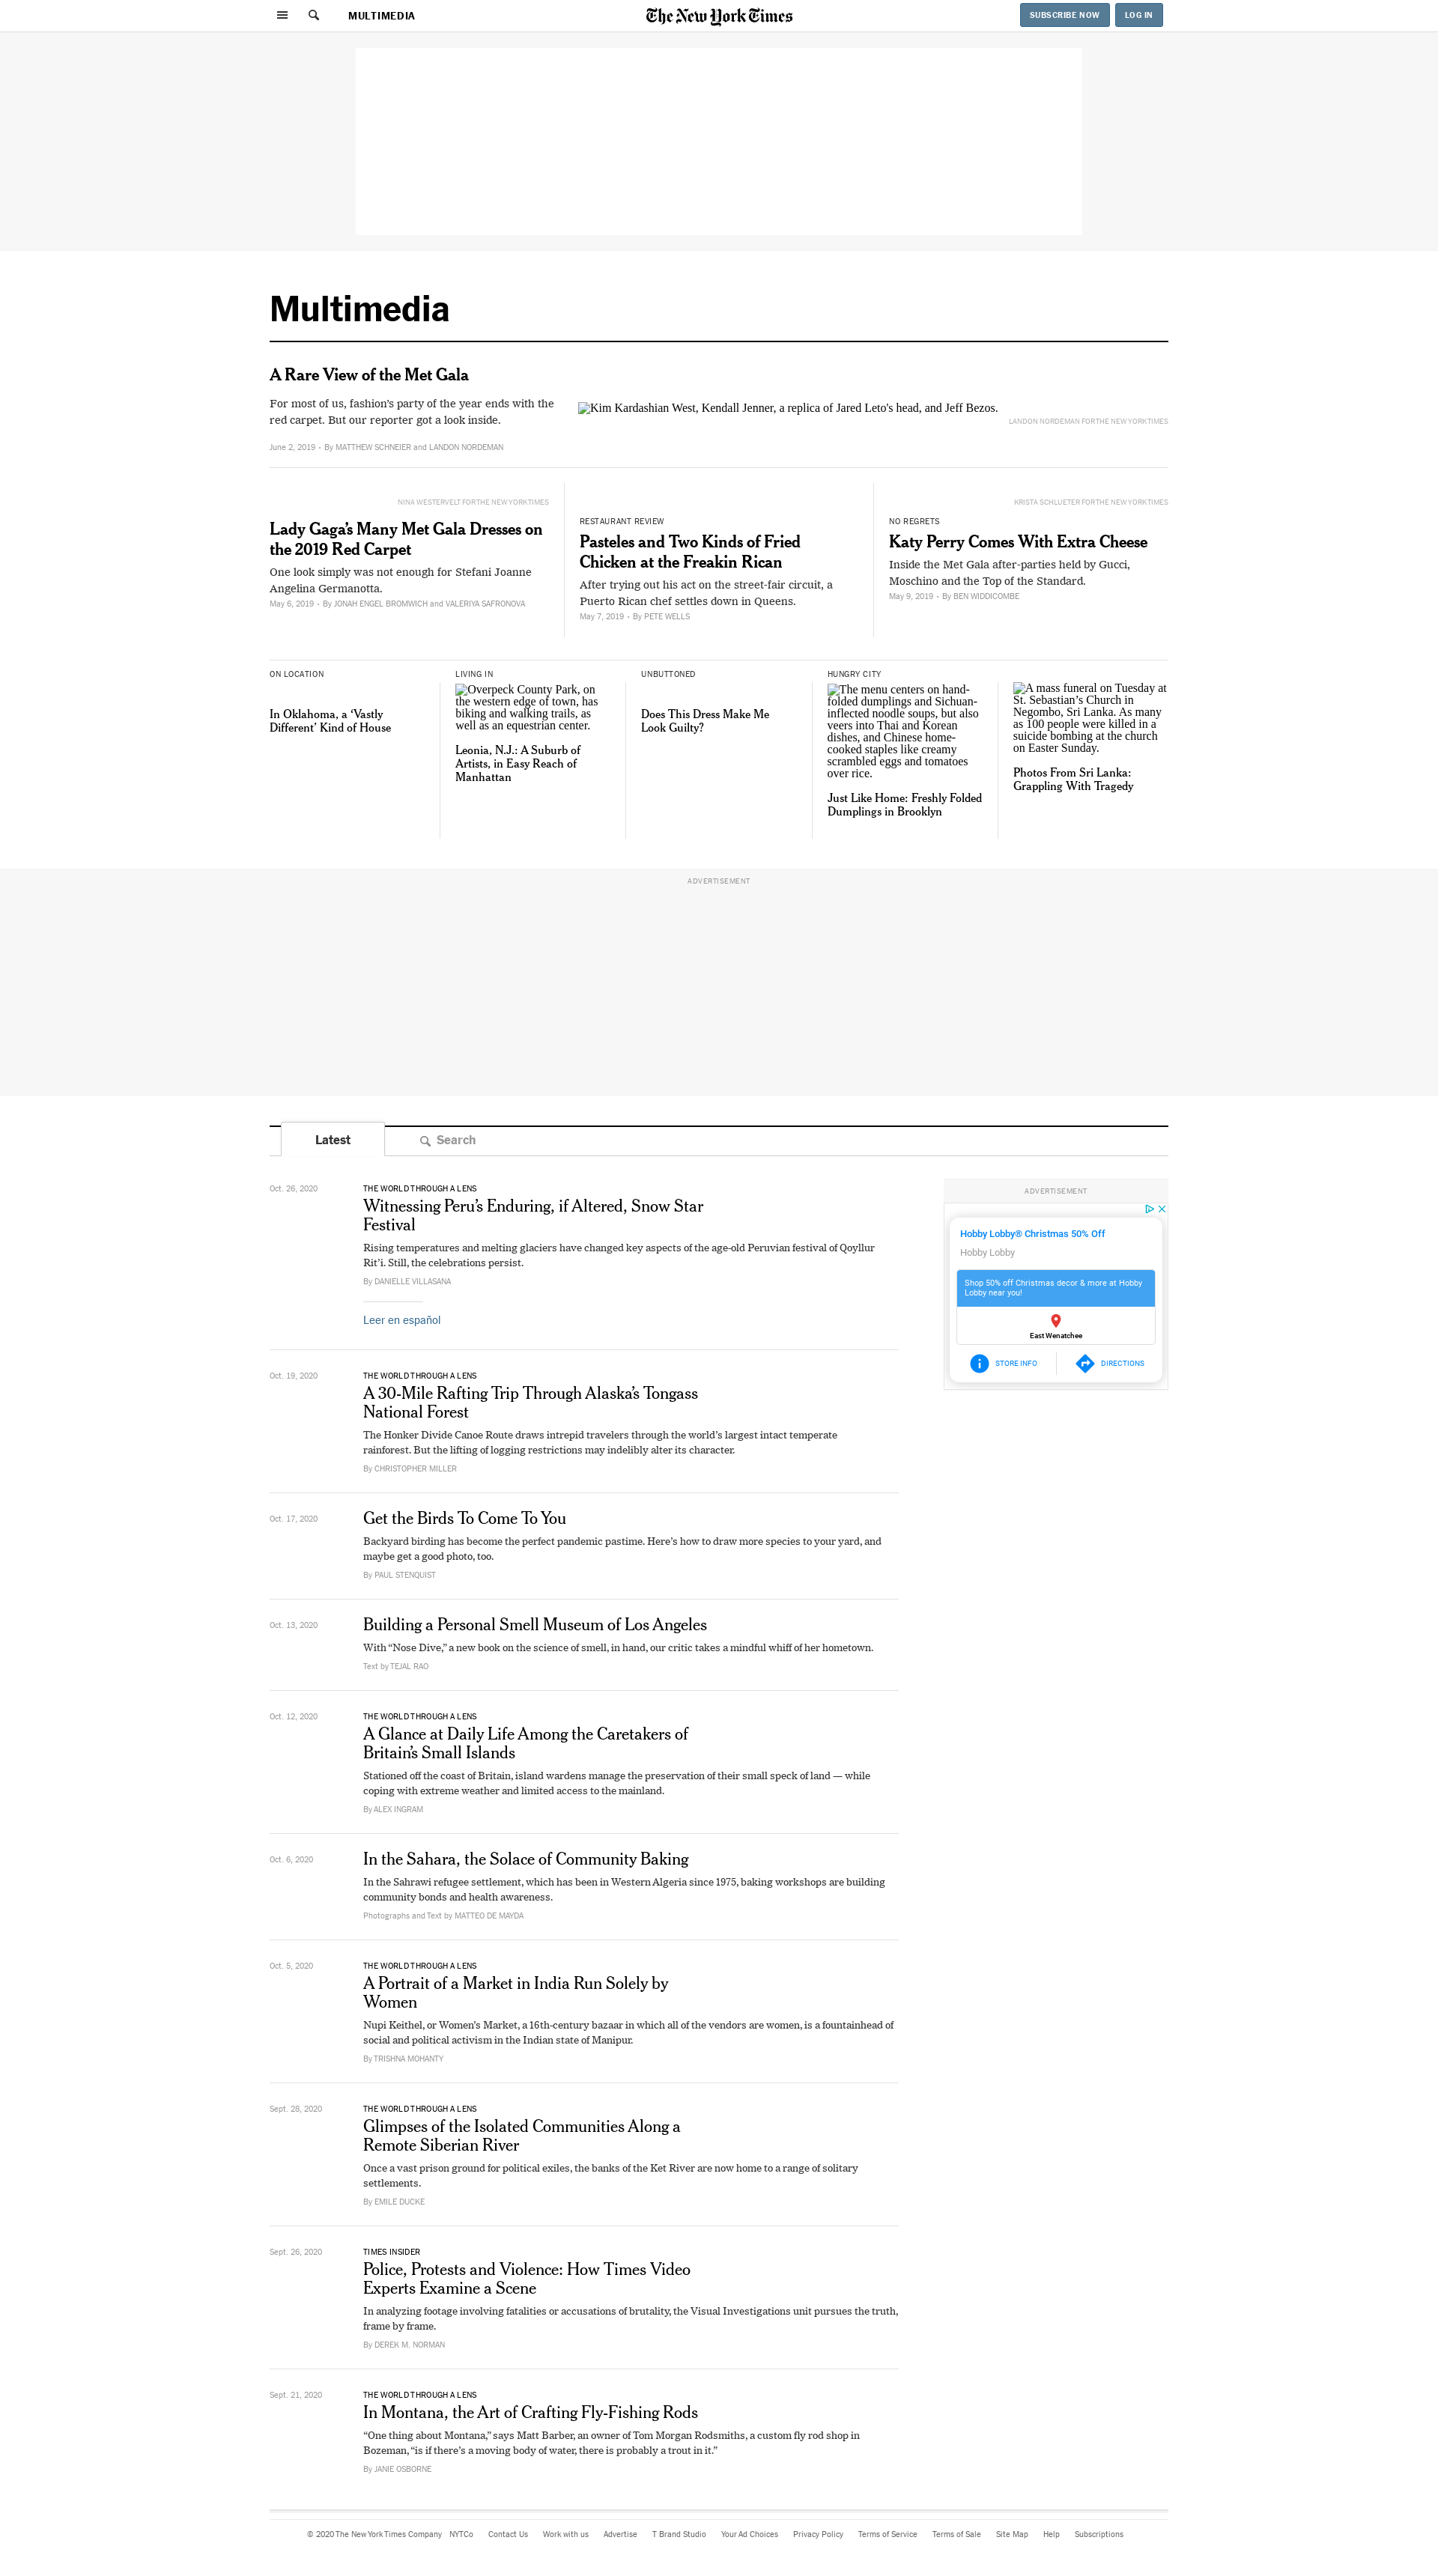 MULTIMEDIA
The New York Times
SUBSCRIBE NOW
LOG IN
Multimedia
A Rare View of the Met Gala
For most of us, fashion’s party of the year ends with the
red carpet. But our reporter got a look inside.
June 2, 2019 • By MATTHEW SCHNEIER and LANDON NORDEMAN
Kim Kardashian West, Kendall Jenner, a replica of Jared Leto's head, and Jeff Bezos.
LANDON NORDEMAN FOR THE NEW YORK TIMES
NINA WESTERVELT FOR THE NEW YORK TIMES
Lady Gaga’s Many Met Gala Dresses on
the 2019 Red Carpet
One look simply was not enough for Stefani Joanne
Angelina Germanotta.
May 6, 2019 • By JONAH ENGEL BROMWICH and VALERIYA SAFRONOVA
RESTAURANT REVIEW
Pasteles and Two Kinds of Fried
Chicken at the Freakin Rican
After trying out his act on the street-fair circuit, a
Puerto Rican chef settles down in Queens.
May 7, 2019 • By PETE WELLS
KRISTA SCHLUETER FOR THE NEW YORK TIMES
NO REGRETS
Katy Perry Comes With Extra Cheese
Inside the Met Gala after-parties held by Gucci,
Moschino and the Top of the Standard.
May 9, 2019 • By BEN WIDDICOMBE
ON LOCATION
In Oklahoma, a ‘Vastly
Different’ Kind of House
LIVING IN
Overpeck County Park, on
the western edge of town, has
biking and walking trails, as
well as an equestrian center.
Leonia, N.J.: A Suburb of
Artists, in Easy Reach of
Manhattan
UNBUTTONED
Does This Dress Make Me
Look Guilty?
HUNGRY CITY
The menu centers on hand-
folded dumplings and Sichuan-
inflected noodle soups, but also
veers into Thai and Korean
dishes, and Chinese home-
cooked staples like creamy
scrambled eggs and tomatoes
over rice.
Just Like Home: Freshly Folded
Dumplings in Brooklyn
A mass funeral on Tuesday at
St. Sebastian’s Church in
Negombo, Sri Lanka. As many
as 100 people were killed in a
suicide bombing at the church
on Easter Sunday.
Photos From Sri Lanka:
Grappling With Tragedy
ADVERTISEMENT
Latest
Search
Oct. 26, 2020
THE WORLD THROUGH A LENS
Witnessing Peru’s Enduring, if Altered, Snow Star
Festival
Rising temperatures and melting glaciers have changed key aspects of the age-old Peruvian festival of Qoyllur
Rit’i. Still, the celebrations persist.
By DANIELLE VILLASANA
Leer en español
ADVERTISEMENT
Hobby Lobby® Christmas 50% Off
Hobby Lobby
Shop 50% off Christmas decor & more at Hobby
Lobby near you!
East Wenatchee
STORE INFO
DIRECTIONS
Oct. 19, 2020
THE WORLD THROUGH A LENS
A 30-Mile Rafting Trip Through Alaska’s Tongass
National Forest
The Honker Divide Canoe Route draws intrepid travelers through the world’s largest intact temperate
rainforest. But the lifting of logging restrictions may indelibly alter its character.
By CHRISTOPHER MILLER
Oct. 17, 2020
Get the Birds To Come To You
Backyard birding has become the perfect pandemic pastime. Here’s how to draw more species to your yard, and
maybe get a good photo, too.
By PAUL STENQUIST
Oct. 13, 2020
Building a Personal Smell Museum of Los Angeles
With “Nose Dive,” a new book on the science of smell, in hand, our critic takes a mindful whiff of her hometown.
Text by TEJAL RAO
Oct. 12, 2020
THE WORLD THROUGH A LENS
A Glance at Daily Life Among the Caretakers of
Britain’s Small Islands
Stationed off the coast of Britain, island wardens manage the preservation of their small speck of land — while
coping with extreme weather and limited access to the mainland.
By ALEX INGRAM
Oct. 6, 2020
In the Sahara, the Solace of Community Baking
In the Sahrawi refugee settlement, which has been in Western Algeria since 1975, baking workshops are building
community bonds and health awareness.
Photographs and Text by MATTEO DE MAYDA
Oct. 5, 2020
THE WORLD THROUGH A LENS
A Portrait of a Market in India Run Solely by
Women
Nupi Keithel, or Women’s Market, a 16th-century bazaar in which all of the vendors are women, is a fountainhead of
social and political activism in the Indian state of Manipur.
By TRISHNA MOHANTY
Sept. 28, 2020
THE WORLD THROUGH A LENS
Glimpses of the Isolated Communities Along a
Remote Siberian River
Once a vast prison ground for political exiles, the banks of the Ket River are now home to a range of solitary
settlements.
By EMILE DUCKE
Sept. 26, 2020
TIMES INSIDER
Police, Protests and Violence: How Times Video
Experts Examine a Scene
In analyzing footage involving fatalities or accusations of brutality, the Visual Investigations unit pursues the truth,
frame by frame.
By DEREK M. NORMAN
Sept. 21, 2020
THE WORLD THROUGH A LENS
In Montana, the Art of Crafting Fly-Fishing Rods
“One thing about Montana,” says Matt Barber, an owner of Tom Morgan Rodsmiths, a custom fly rod shop in
Bozeman, “is if there’s a moving body of water, there is probably a trout in it.”
By JANIE OSBORNE
© 2020 The New York Times Company NYTCo Contact Us Work with us Advertise T Brand Studio Your Ad Choices Privacy Policy Terms of Service Terms of Sale Site Map Help Subscriptions